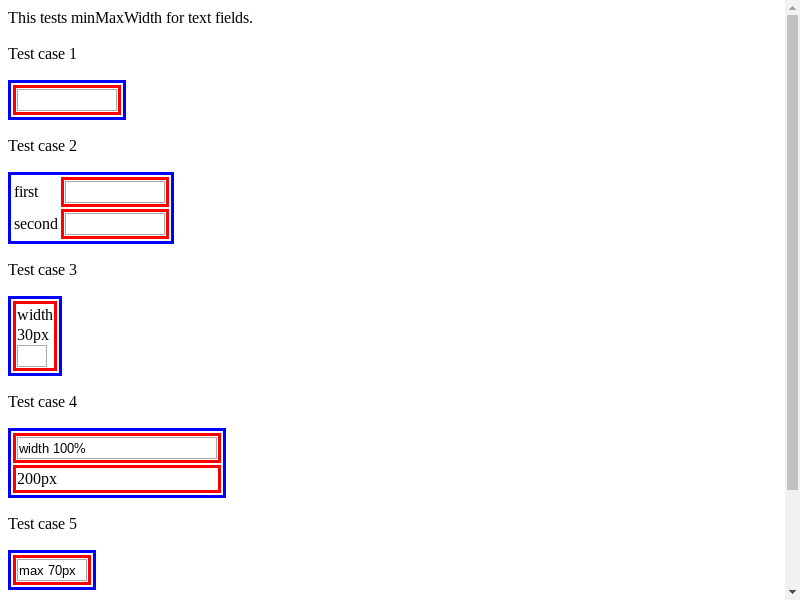 This tests minMaxWidth for text fields.
Test case 1
Test case 2
first
second
Test case 3
width
30px
Test case 4
width 100%
200px
Test case 5
max 70px